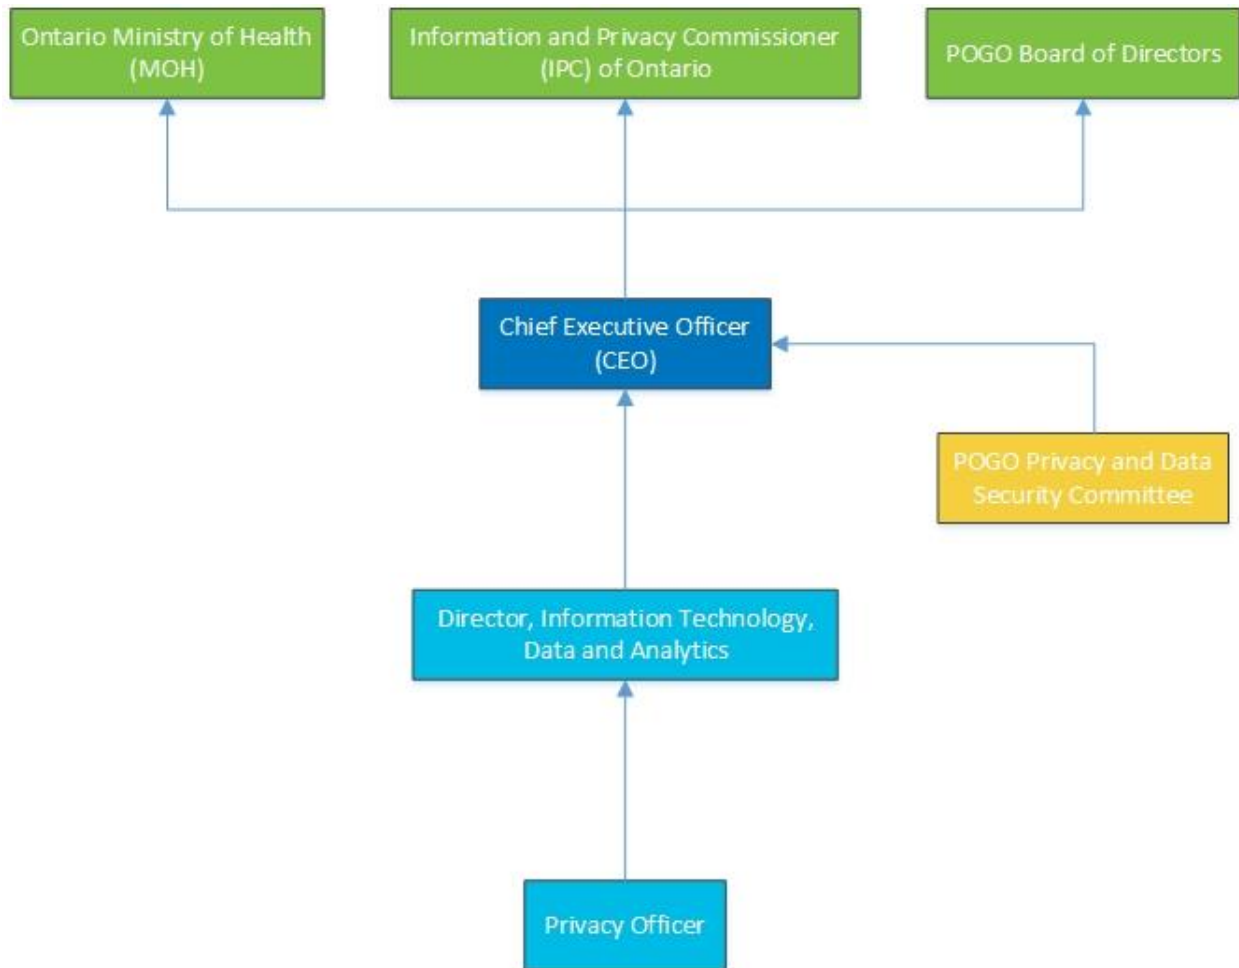 Ontario Ministry of Health
(MOH)
Information and Privacy Commissioner
(IPC) of Ontario
POGO Board of Directors
Chief Executive Officer
(CEO)
POGO Privacy and Data
Security Committee
Director, Information Technology,
Data and Analytics
Privacy Officer